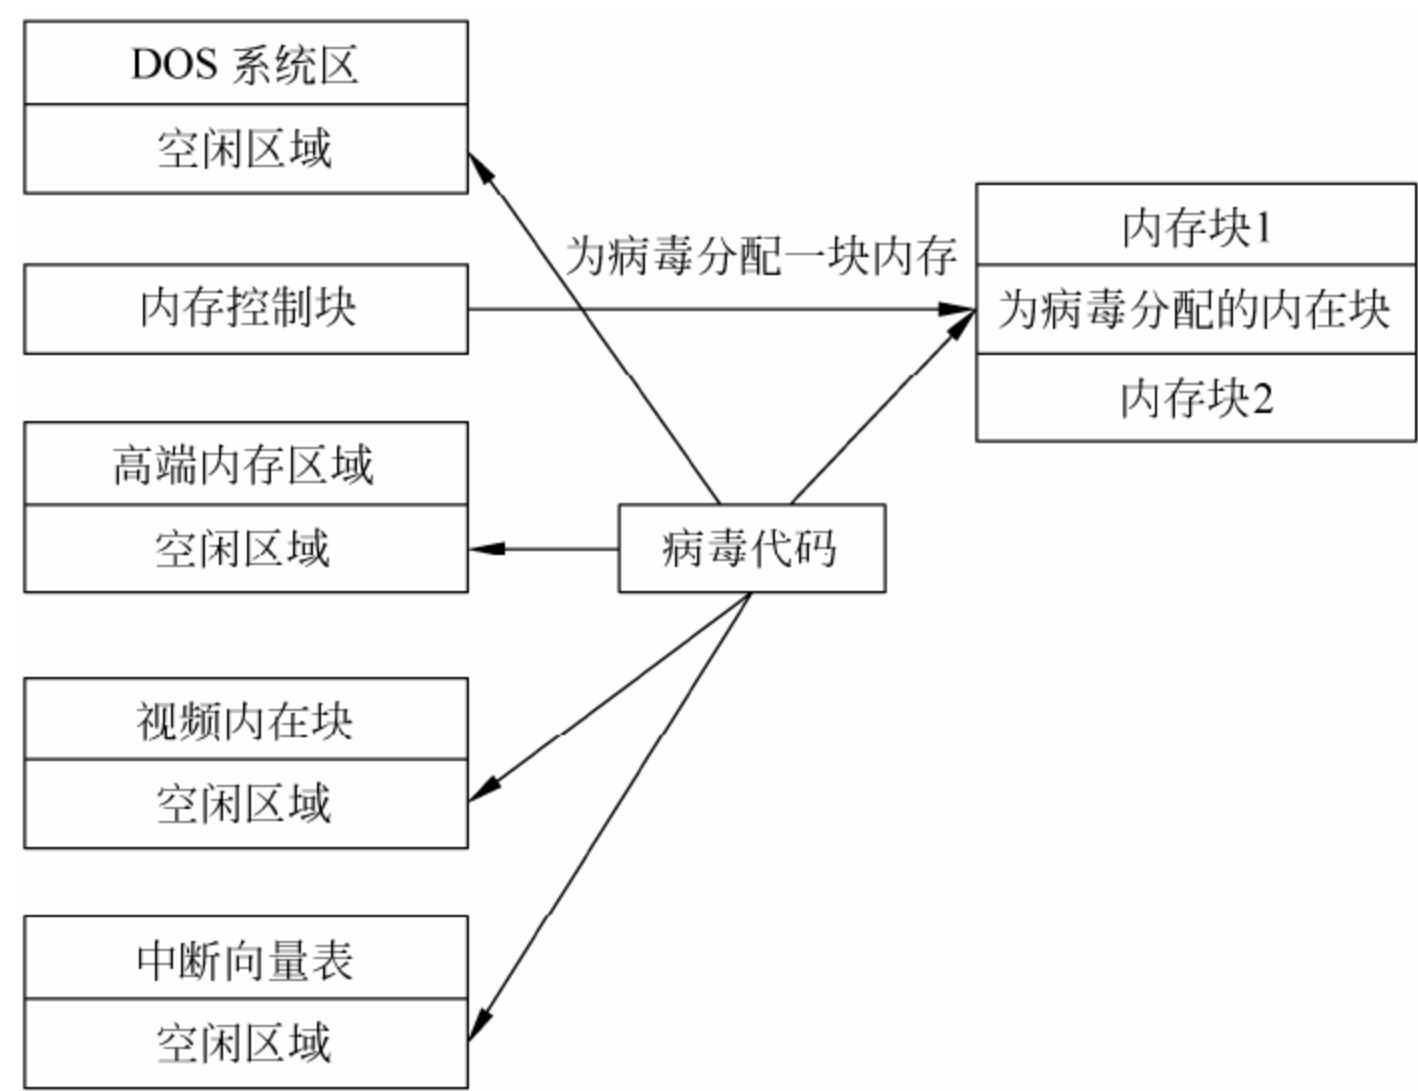 DOS 系统区
空闲区域
为病毒分配一块内存
内存控制块
内存块1
为病毒分配的内在块
内存块2
高端内存区域
空闲区域
病毒代码
视频内在块
空闲区域
中断向量表
空闲区域